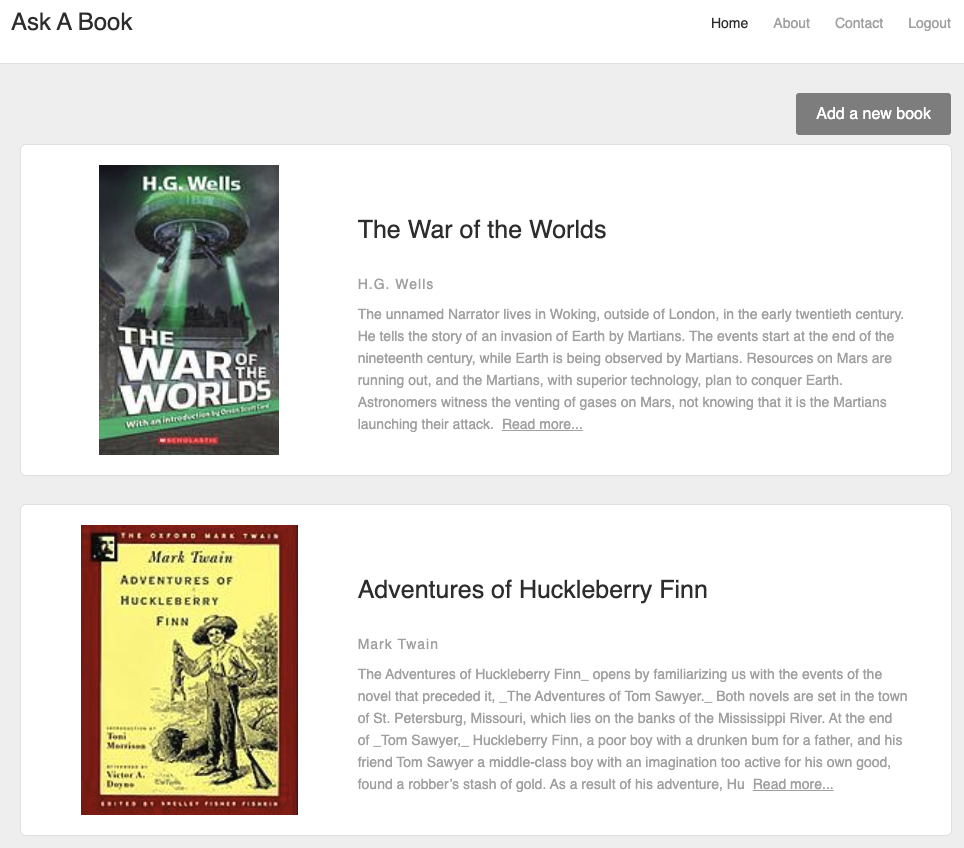 Ask A Book
Home About Contact Logout
Add a new book
H.G. Wells
THE
WAR OF THE
WORLDS
With an introduction by Orson Scott Card
SCHOLASTIC
The War of the Worlds
H.G. Wells
The unnamed Narrator lives in Woking, outside of London, in the early twentieth century.
He tells the story of an invasion of Earth by Martians. The events start at the end of the
nineteenth century, while Earth is being observed by Martians. Resources on Mars are
running out, and the Martians, with superior technology, plan to conquer Earth.
Astronomers witness the venting of gases on Mars, not knowing that it is the Martians
launching their attack. Read more...
THE OXFORD MARK TWAIN
Mark Twain
ADVENTURES OF
HUCKLEBERRY
FINN
INTRODUCTION BY
Toni
Morrison
AFTERWORD BY
Victor A.
Doyno
EDITED BY SHELLEY FISHER FISHKIN
Adventures of Huckleberry Finn
Mark Twain
The Adventures of Huckleberry Finn_ opens by familiarizing us with the events of the
novel that preceded it, _The Adventures of Tom Sawyer._ Both novels are set in the town
of St. Petersburg, Missouri, which lies on the banks of the Mississippi River. At the end
of _Tom Sawyer,_ Huckleberry Finn, a poor boy with a drunken bum for a father, and his
friend Tom Sawyer a middle-class boy with an imagination too active for his own good,
found a robber’s stash of gold. As a result of his adventure, Hu Read more...